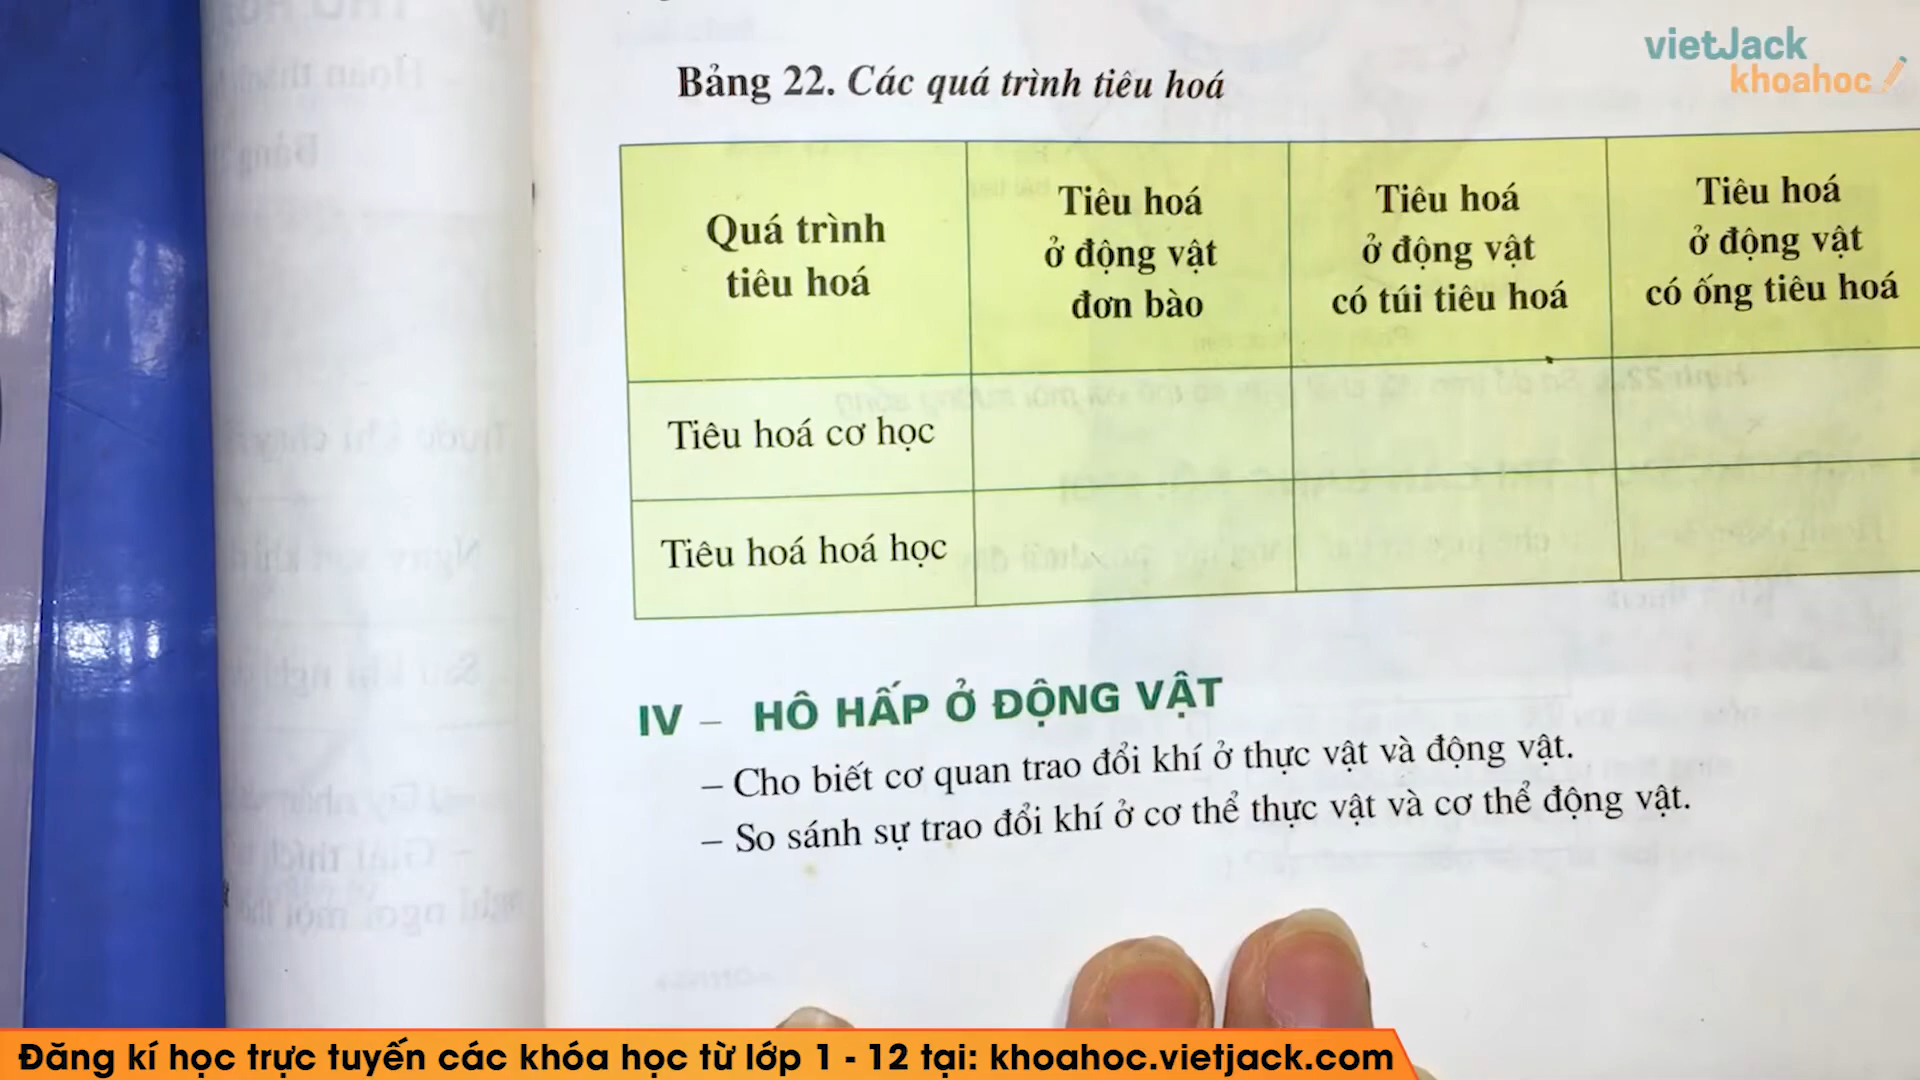 vietJack
khoahoc
Bảng 22. Các quá trình tiêu hoá
Quá trình
tiêu hoá
Tiêu hoá
ở động vật
đơn bào
Tiêu hoá
ở động vật
có túi tiêu hoá
Tiêu hoá
ở động vật
có ống tiêu hoá
Tiêu hoá cơ học
Tiêu hoá hoá học
IV – HÔ HẤP Ở ĐỘNG VẬT
– Cho biết cơ quan trao đổi khí ở thực vật và động vật.
– So sánh sự trao đổi khí ở cơ thể thực vật và cơ thể động vật.
Đăng kí học trực tuyến các khóa học từ lớp 1 - 12 tại: khoahoc.vietjack.com